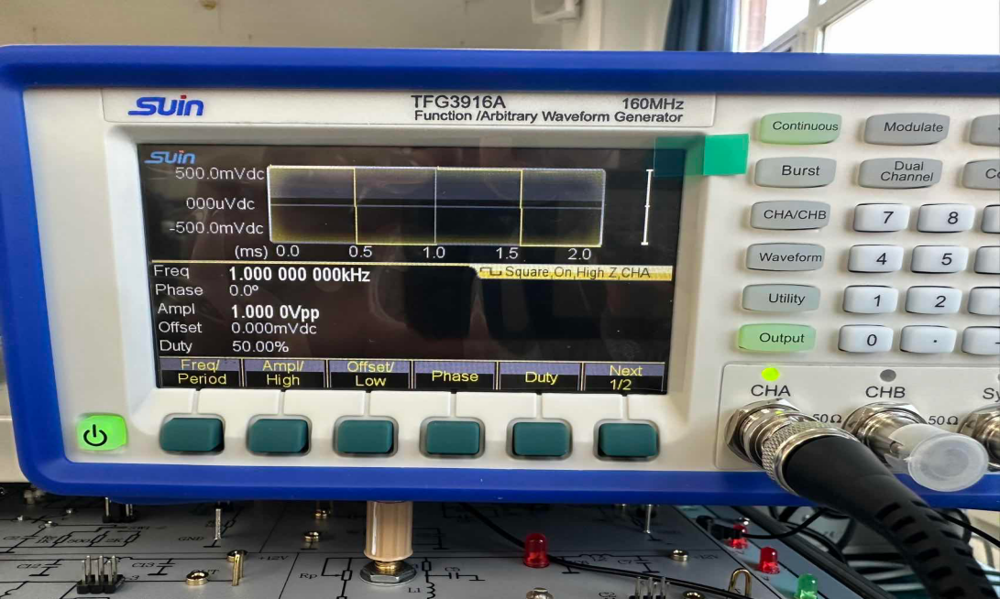 suin
TFG3916A 160MHz
Function /Arbitrary Waveform Generator
suin
500.0mVdc
000uVdc
-500.0mVdc
(ms) 0.0 0.5 1.0 1.5 2.0
Freq 1.000 000 000kHz
Square,On,High Z,CHA
Phase 0.0º
Ampl 1.000 0Vpp
Offset 0.000mVdc
Duty 50.00%
Freq/ Period
Ampl/ High
Offset/ Low
Phase
Duty
Next 1/2
Continuous Modulate
Burst Dual Channel
CHA/CHB 7 8
Waveform 4 5
Utility 1 2
Output 0 .
CHA CHB
50Ω 50Ω
GND
+12V
Rp